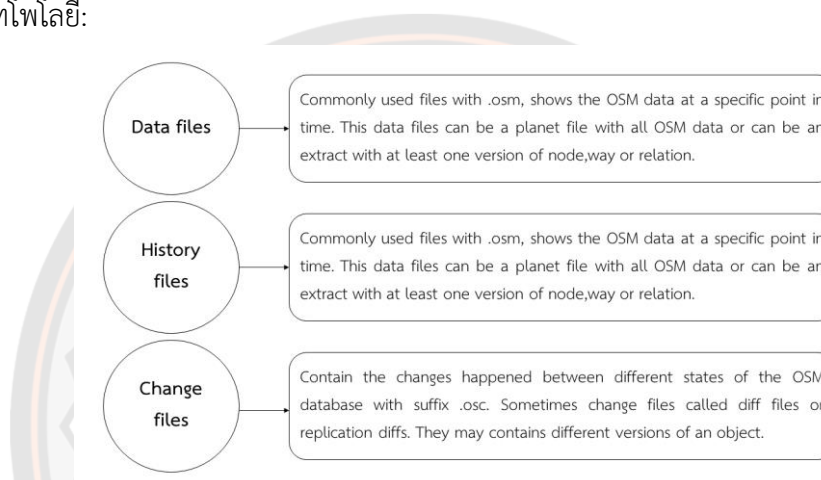 ทโพโลยี:
Data files
Commonly used files with .osm, shows the OSM data at a specific point in
time. This data files can be a planet file with all OSM data or can be an
extract with at least one version of node,way or relation.
History
files
Commonly used files with .osm, shows the OSM data at a specific point in
time. This data files can be a planet file with all OSM data or can be an
extract with at least one version of node,way or relation.
Change
files
Contain the changes happened between different states of the OSM
database with suffix .osc. Sometimes change files called diff files or
replication diffs. They may contains different versions of an object.